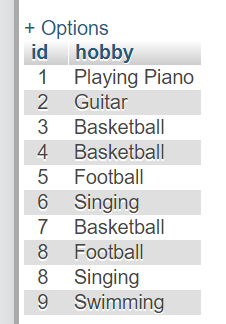 + Options
id hobby
1 Playing Piano
2 Guitar
3 Basketball
4 Basketball
5 Football
6 Singing
7 Basketball
8 Football
8 Singing
9 Swimming